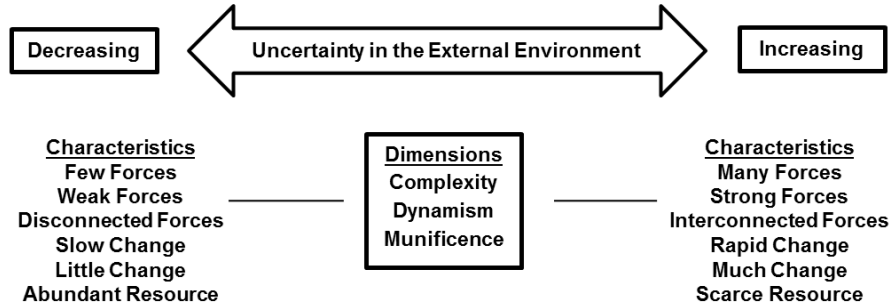 Decreasing
Uncertainty in the External Environment
Increasing
Characteristics
Few Forces
Weak Forces
Disconnected Forces
Slow Change
Little Change
Abundant Resource
Dimensions
Complexity
Dynamism
Munificence
Characteristics
Many Forces
Strong Forces
Interconnected Forces
Rapid Change
Much Change
Scarce Resource